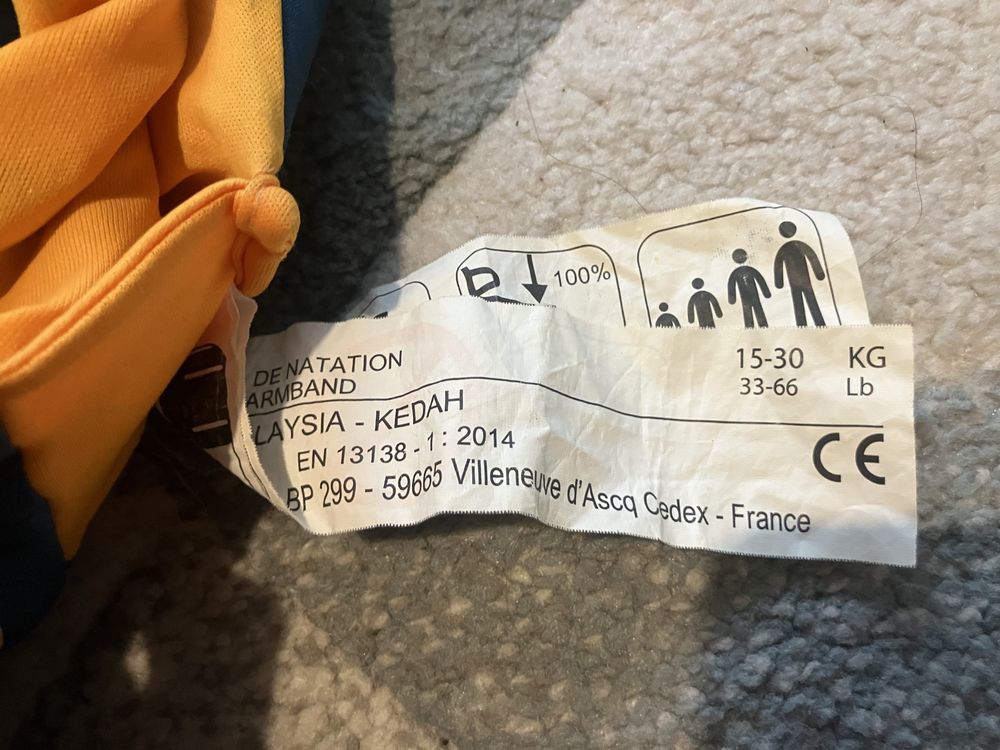 100%
DE NATATION 15-30 KG
ARMBAND 33-66 Lb
LAYSIA - KEDAH
EN 13138 - 1 : 2014 CE
BP 299 - 59665 Villeneuve d'Ascq Cedex - France